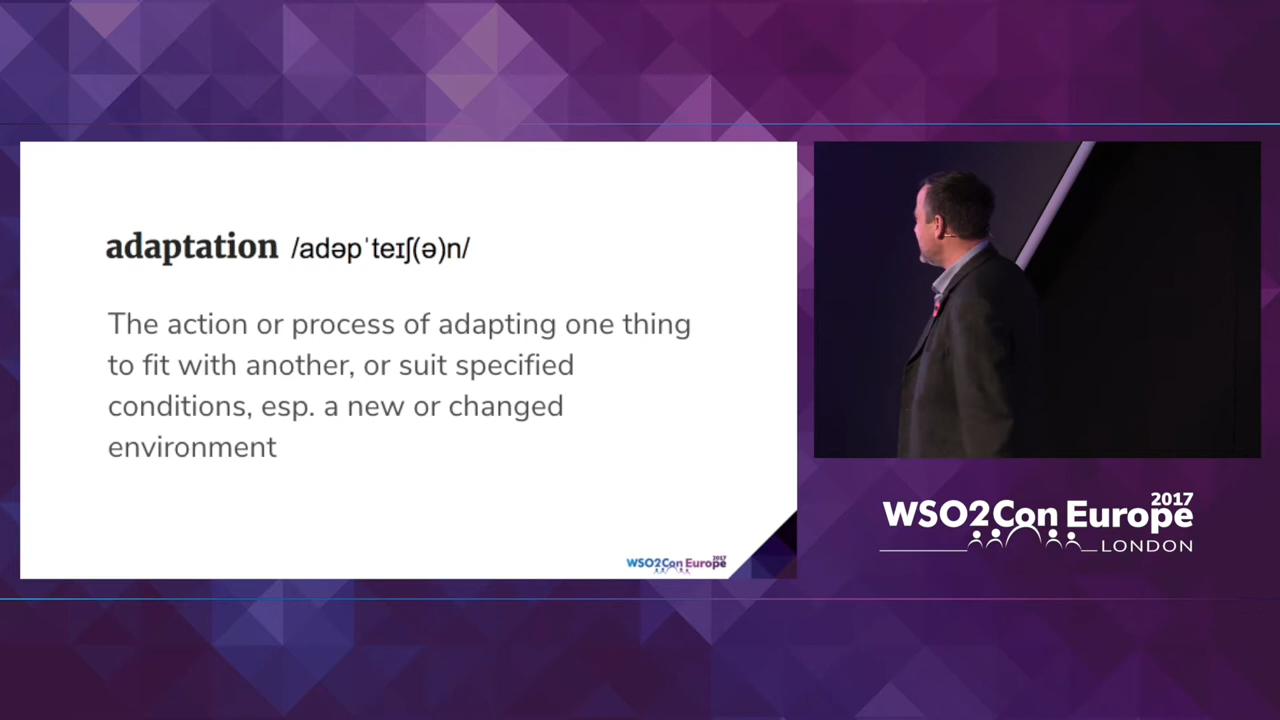 adaptation /adəpˈteɪʃ(ə)n/
The action or process of adapting one thing
to fit with another, or suit specified
conditions, esp. a new or changed
environment
WSO2Con Europe 2017
2017
WSO2Con Europe
LONDON